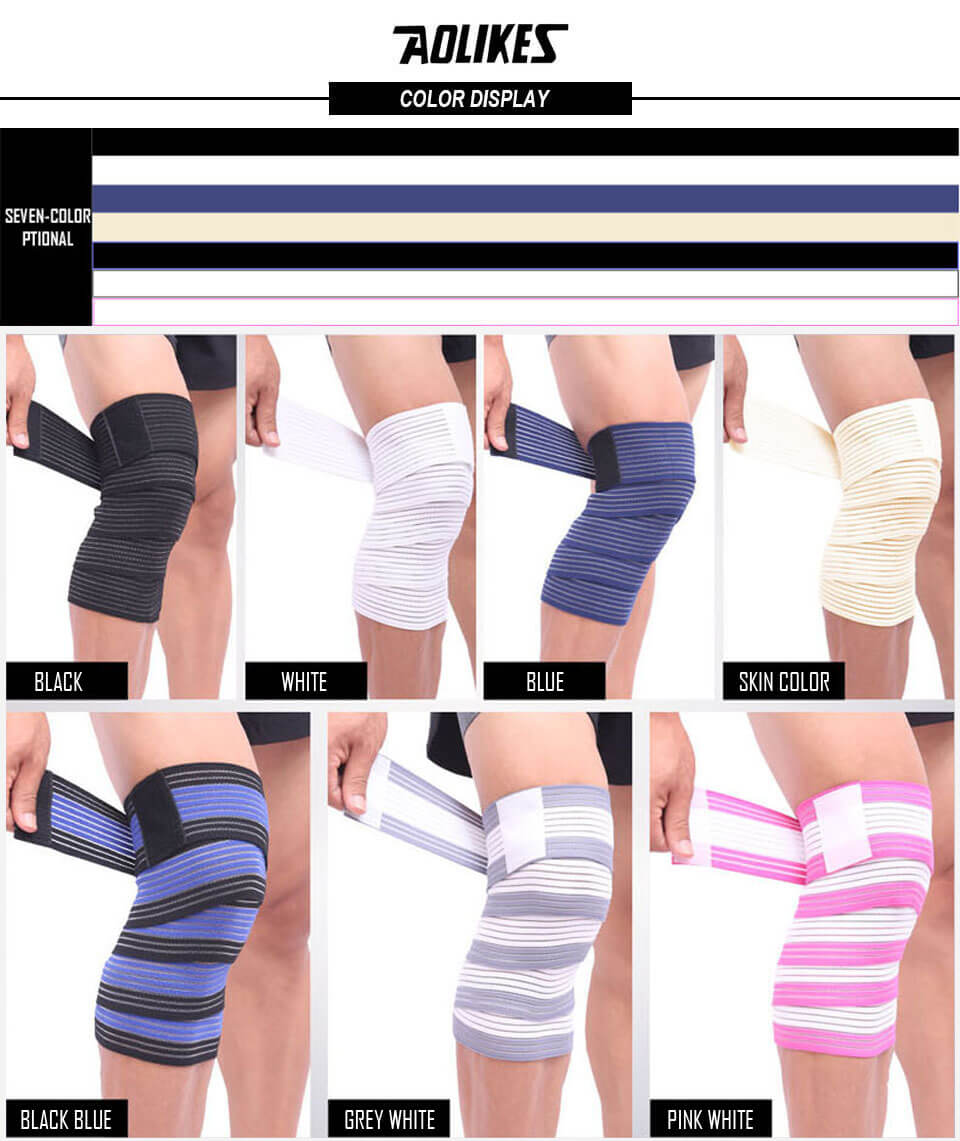 AOLIKES
COLOR DISPLAY
SEVEN-COLOR
PTIONAL
BLACK
WHITE
BLUE
SKIN COLOR
BLACK BLUE
GREY WHITE
PINK WHITE